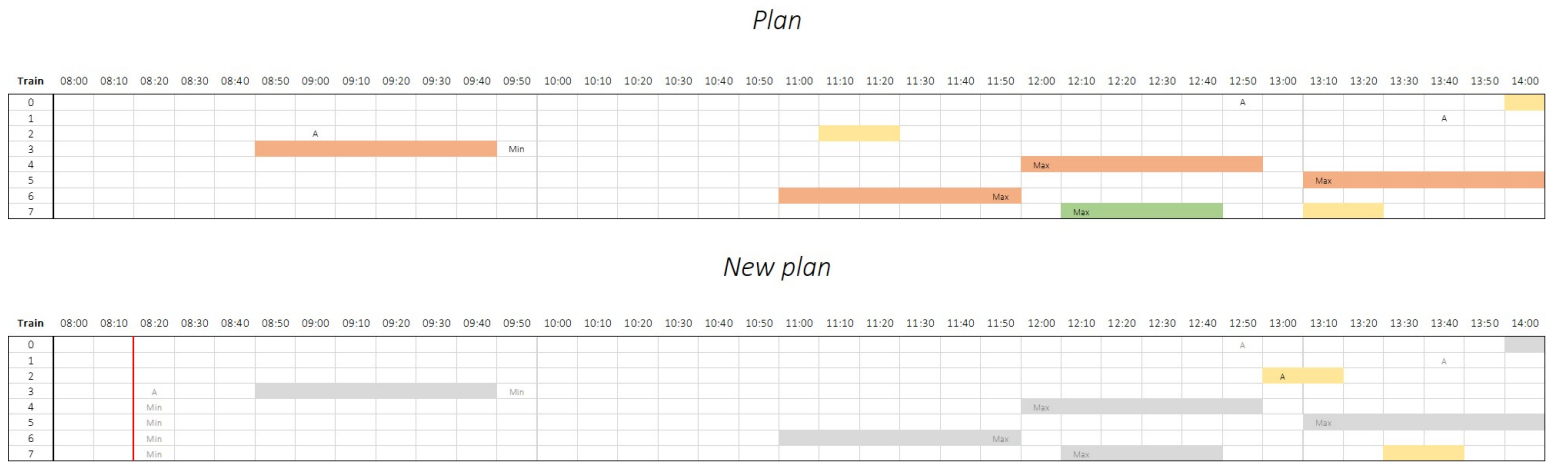 Plan
Train 08:00 08:10 08:20 08:30 08:40 08:50 09:00 09:10 09:20 09:30 09:40 09:50 10:00 10:10 10:20 10:30 10:40 10:50 11:00 11:10 11:20 11:30 11:40 11:50 12:00 12:10 12:20 12:30 12:40 12:50 13:00 13:10 13:20 13:30 13:40 13:50 14:00
0 A
1 A
2 A
3 Min
4 Max
5 Max
6 Max
7 Max
New plan
Train 08:00 08:10 08:20 08:30 08:40 08:50 09:00 09:10 09:20 09:30 09:40 09:50 10:00 10:10 10:20 10:30 10:40 10:50 11:00 11:10 11:20 11:30 11:40 11:50 12:00 12:10 12:20 12:30 12:40 12:50 13:00 13:10 13:20 13:30 13:40 13:50 14:00
0 A
1 A
2 A
3 A Min
4 Min Max
5 Min Max
6 Min Max
7 Min Max